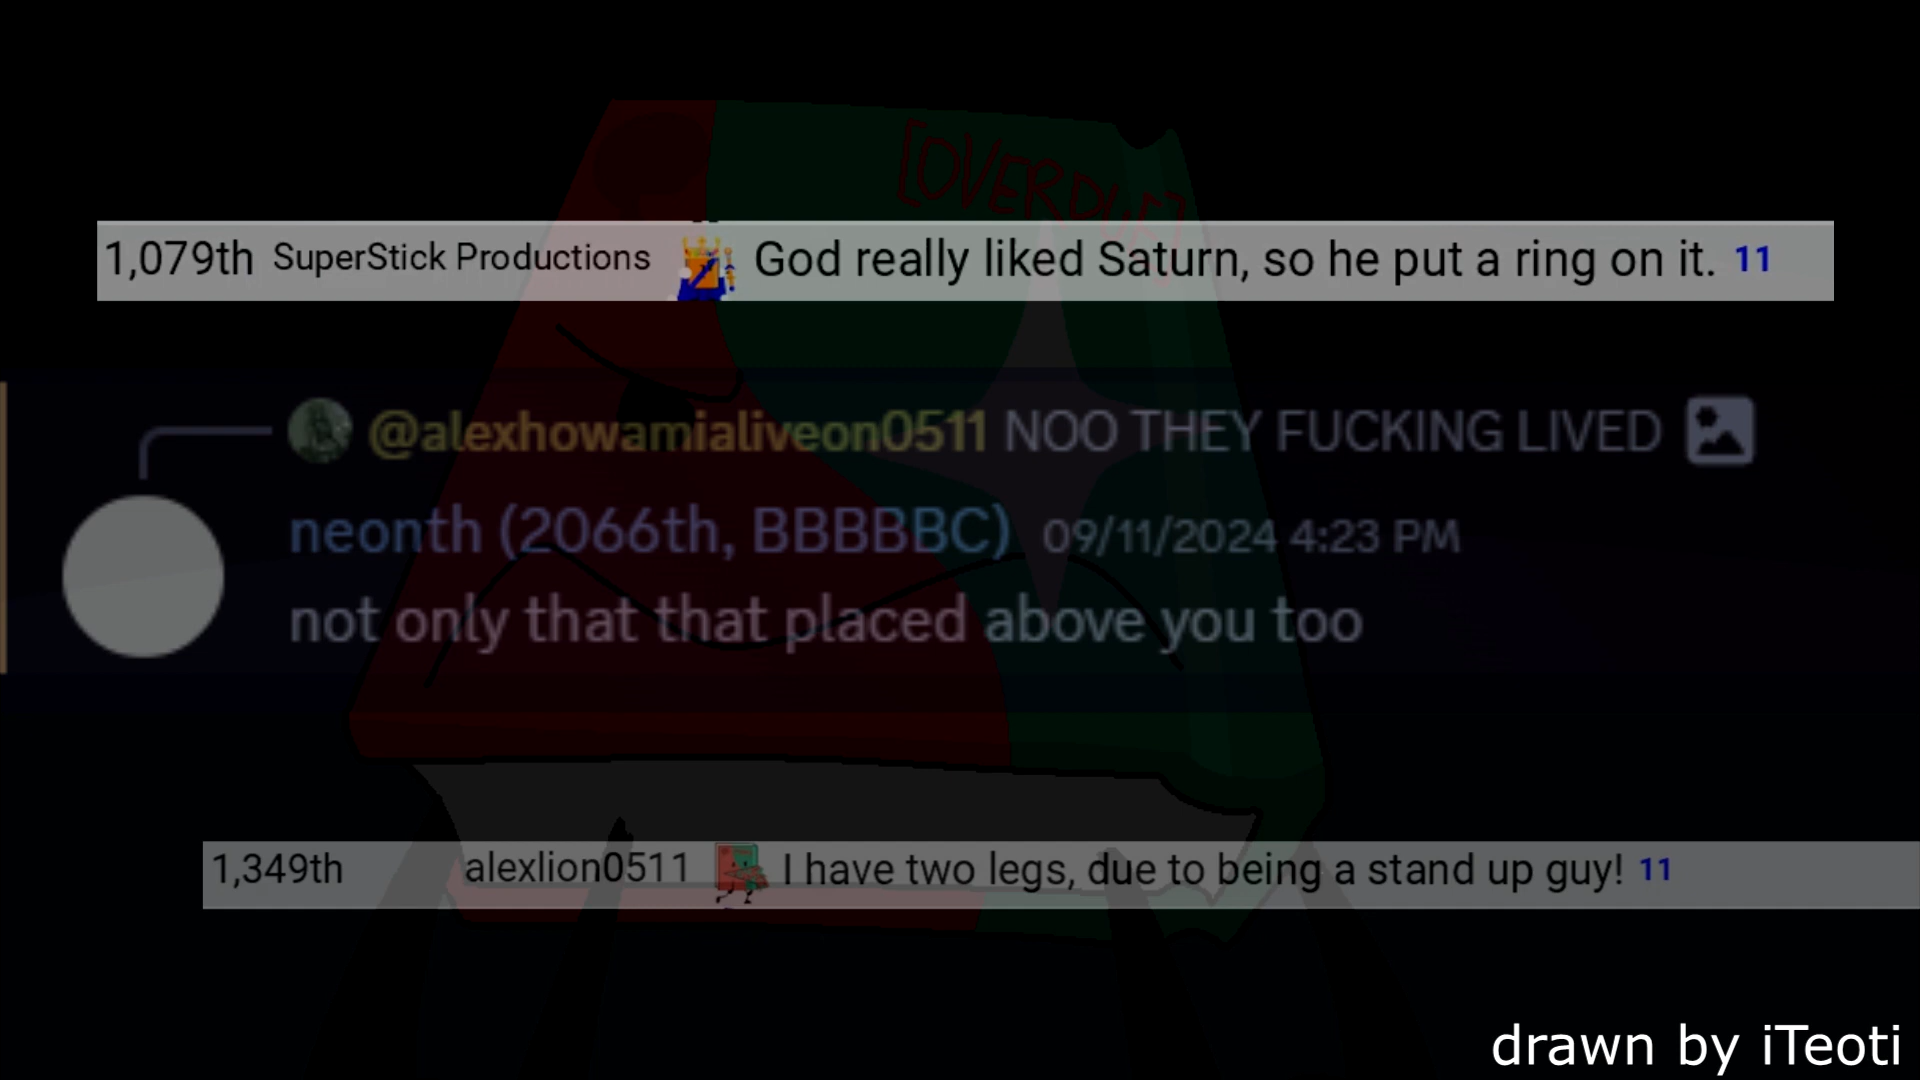 [OVERDUE]
1,079th SuperStick Productions God really liked Saturn, so he put a ring on it. 11
@alexhowamialiveon0511 NOO THEY FUCKING LIVED
neonth (2066th, BBBBBC) 09/11/2024 4:23 PM
not only that that placed above you too
1,349th alexlion0511 I have two legs, due to being a stand up guy! 11
drawn by iTeoti